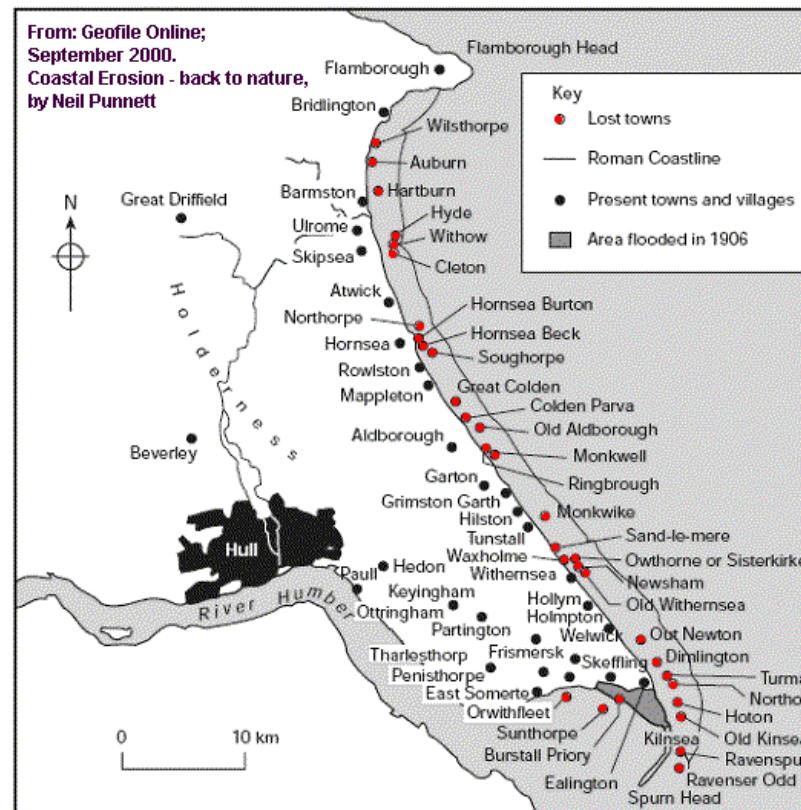 From: Geofile Online;
September 2000.
Coastal Erosion - back to nature,
by Neil Punnett
Flamborough Head
Flamborough
Bridlington
Key
Lost towns
Roman Coastline
Present towns and villages
Area flooded in 1906
Wilsthorpe
Auburn
Hartburn
Barmston
Great Driffield
N
Hyde
Ulrome
Withow
Skipsea
Cleton
Atwick
Hornsea Burton
Northorpe
Hornsea Beck
Hornsea
Soughorpe
Rowlston
Great Colden
Mappleton
Colden Parva
Holderness
Old Aldborough
Aldborough
Beverley
Monkwell
Garton
Ringbrough
Grimston Garth
Monkwike
Hilston
Tunstall
Sand-le-mere
Hull
Waxholme
Owthorne or Sisterkirke
Withernsea
Newsham
Hedon
Paull
Keyingham
Old Withernsea
Ottringham
Hollym
River Humber
Holmpton
Partington
Welwick
Out Newton
Frismersk
Tharlesthorp
Skeffling
Dimlington
Penisthorpe
Turma
East Somerte
Northo
Orwithfleet
Hoton
Sunthorpe
Kilnsea
Old Kinsea
Burstall Priory
Ravenspu
Ealington
Ravenser Odd
Spurn Head
0 10 km